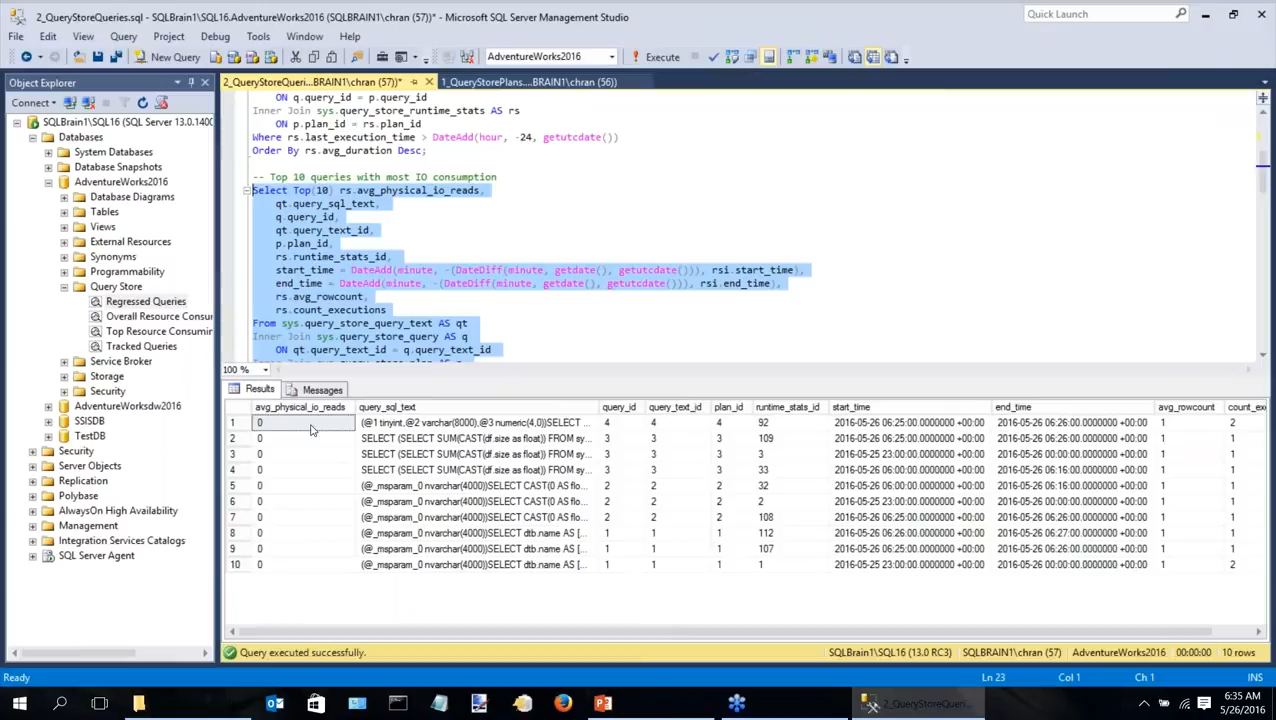 2_QueryStoreQueries.sql - SQLBrain1\SQL16.AdventureWorks2016 (SQLBRAIN1\chran (57))* - Microsoft SQL Server Management Studio
Quick Launch
File Edit View Query Project Debug Tools Window Help
New Query
AdventureWorks2016
Execute
Object Explorer
Connect
SQLBrain1\SQL16 (SQL Server 13.0.1400
Databases
System Databases
Database Snapshots
AdventureWorks2016
Database Diagrams
Tables
Views
External Resources
Synonyms
Programmability
Query Store
Regressed Queries
Overall Resource Consu
Top Resource Consumin
Tracked Queries
Service Broker
Storage
Security
AdventureWorksdw2016
SSISDB
TestDB
Security
Server Objects
Replication
Polybase
AlwaysOn High Availability
Management
Integration Services Catalogs
SQL Server Agent
2_QueryStoreQueri...BRAIN1\chran (57))*
1_QueryStorePlans....BRAIN1\chran (56))
ON q.query_id = p.query_id
Inner Join sys.query_store_runtime_stats AS rs
ON p.plan_id = rs.plan_id
Where rs.last_execution_time > DateAdd(hour, -24, getutcdate())
Order By rs.avg_duration Desc;
-- Top 10 queries with most IO consumption
Select Top(10) rs.avg_physical_io_reads,
qt.query_sql_text,
q.query_id,
qt.query_text_id,
p.plan_id,
rs.runtime_stats_id,
start_time = DateAdd(minute, -(DateDiff(minute, getdate(), getutcdate())), rsi.start_time),
end_time = DateAdd(minute, -(DateDiff(minute, getdate(), getutcdate())), rsi.end_time),
rs.avg_rowcount,
rs.count_executions
From sys.query_store_query_text AS qt
Inner Join sys.query_store_query AS q
ON qt.query_text_id = q.query_text_id
100 %
Results Messages
avg_physical_io_reads query_sql_text query_id query_text_id plan_id runtime_stats_id start_time end_time avg_rowcount count_exe
1 0 (@1 tinyint,@2 varchar(8000),@3 numeric(4,0))SELECT ... 4 4 4 92 2016-05-26 06:25:00.0000000 +00:00 2016-05-26 06:26:00.0000000 +00:00 1 2
2 0 SELECT (SELECT SUM(CAST(df.size as float)) FROM sy... 3 3 3 109 2016-05-26 06:25:00.0000000 +00:00 2016-05-26 06:26:00.0000000 +00:00 1 1
3 0 SELECT (SELECT SUM(CAST(df.size as float)) FROM sy... 3 3 3 3 2016-05-25 23:00:00.0000000 +00:00 2016-05-26 00:00:00.0000000 +00:00 1 1
4 0 SELECT (SELECT SUM(CAST(df.size as float)) FROM sy... 3 3 3 33 2016-05-26 06:15:00.0000000 +00:00 2016-05-26 06:16:00.0000000 +00:00 1 1
5 0 (@_msparam_0 nvarchar(4000))SELECT CAST(0 AS flo... 2 2 2 32 2016-05-26 06:15:00.0000000 +00:00 2016-05-26 06:16:00.0000000 +00:00 1 1
6 0 (@_msparam_0 nvarchar(4000))SELECT CAST(0 AS flo... 2 2 2 2 2016-05-25 23:00:00.0000000 +00:00 2016-05-26 00:00:00.0000000 +00:00 1 1
7 0 (@_msparam_0 nvarchar(4000))SELECT CAST(0 AS flo... 2 2 2 108 2016-05-26 06:25:00.0000000 +00:00 2016-05-26 06:26:00.0000000 +00:00 1 1
8 0 (@_msparam_0 nvarchar(4000))SELECT dtb.name AS [... 1 1 1 112 2016-05-26 06:26:00.0000000 +00:00 2016-05-26 06:27:00.0000000 +00:00 1 1
9 0 (@_msparam_0 nvarchar(4000))SELECT dtb.name AS [... 1 1 1 107 2016-05-26 06:25:00.0000000 +00:00 2016-05-26 06:26:00.0000000 +00:00 1 1
10 0 (@_msparam_0 nvarchar(4000))SELECT dtb.name AS [... 1 1 1 1 2016-05-25 23:00:00.0000000 +00:00 2016-05-26 00:00:00.0000000 +00:00 1 2
Query executed successfully. SQLBRAIN1\SQL16 (13.0 RC3) SQLBRAIN1\chran (57) AdventureWorks2016 00:00:00 10 rows
Ready Ln 23 Col 1 Ch 1 INS
2_QueryStoreQueri...
6:35 AM
5/26/2016